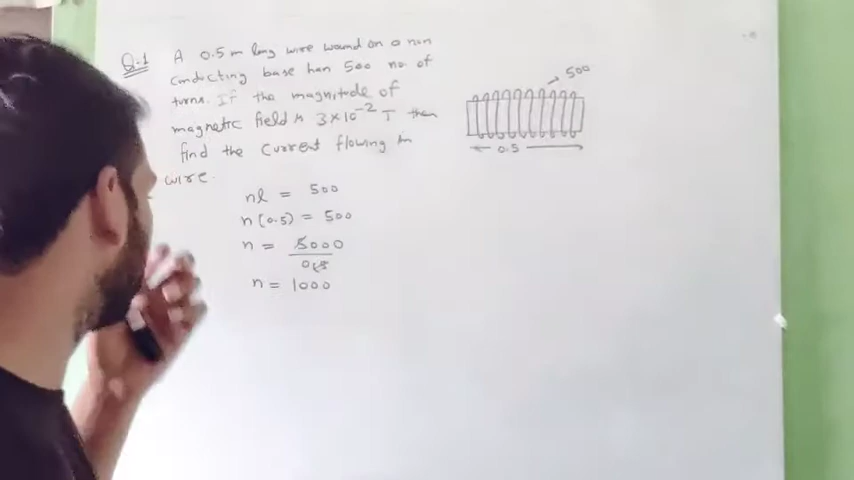 Q.1 A 0.5 m long wire wound on a non
conducting base has 500 no. of
turns. If the magnitude of
magnetic field is 3×10⁻² T then
find the current flowing in
wire.
500
← 0.5 →
nl = 500
n(0.5) = 500
n = 5000
0.5
n = 1000